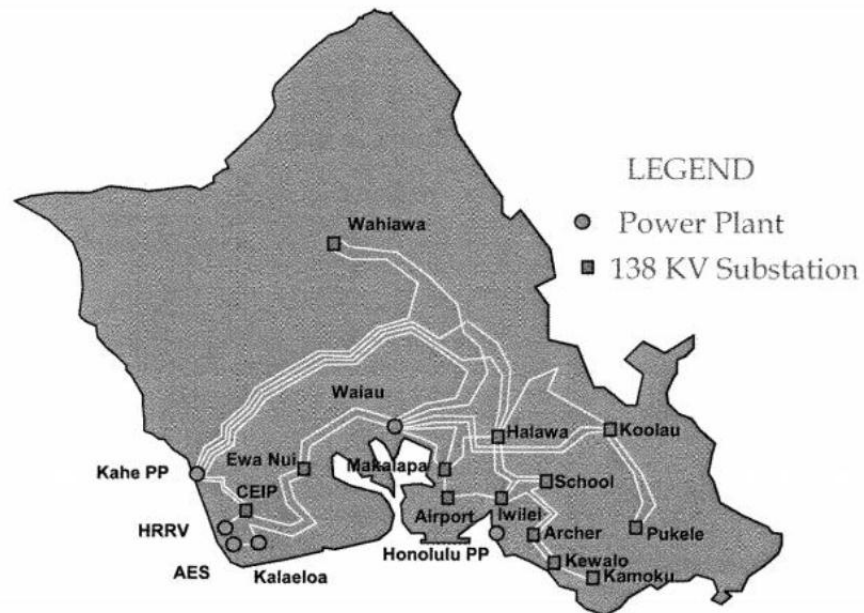 LEGEND
Power Plant
138 KV Substation
Wahiawa
Waiau
Halawa
Koolau
Kahe PP
Ewa Nui
Makalapa
CEIP
School
HRRV
Airport
Iwilei
Archer
Pukele
AES
Kalaeloa
Honolulu PP
Kewalo
Kamoku